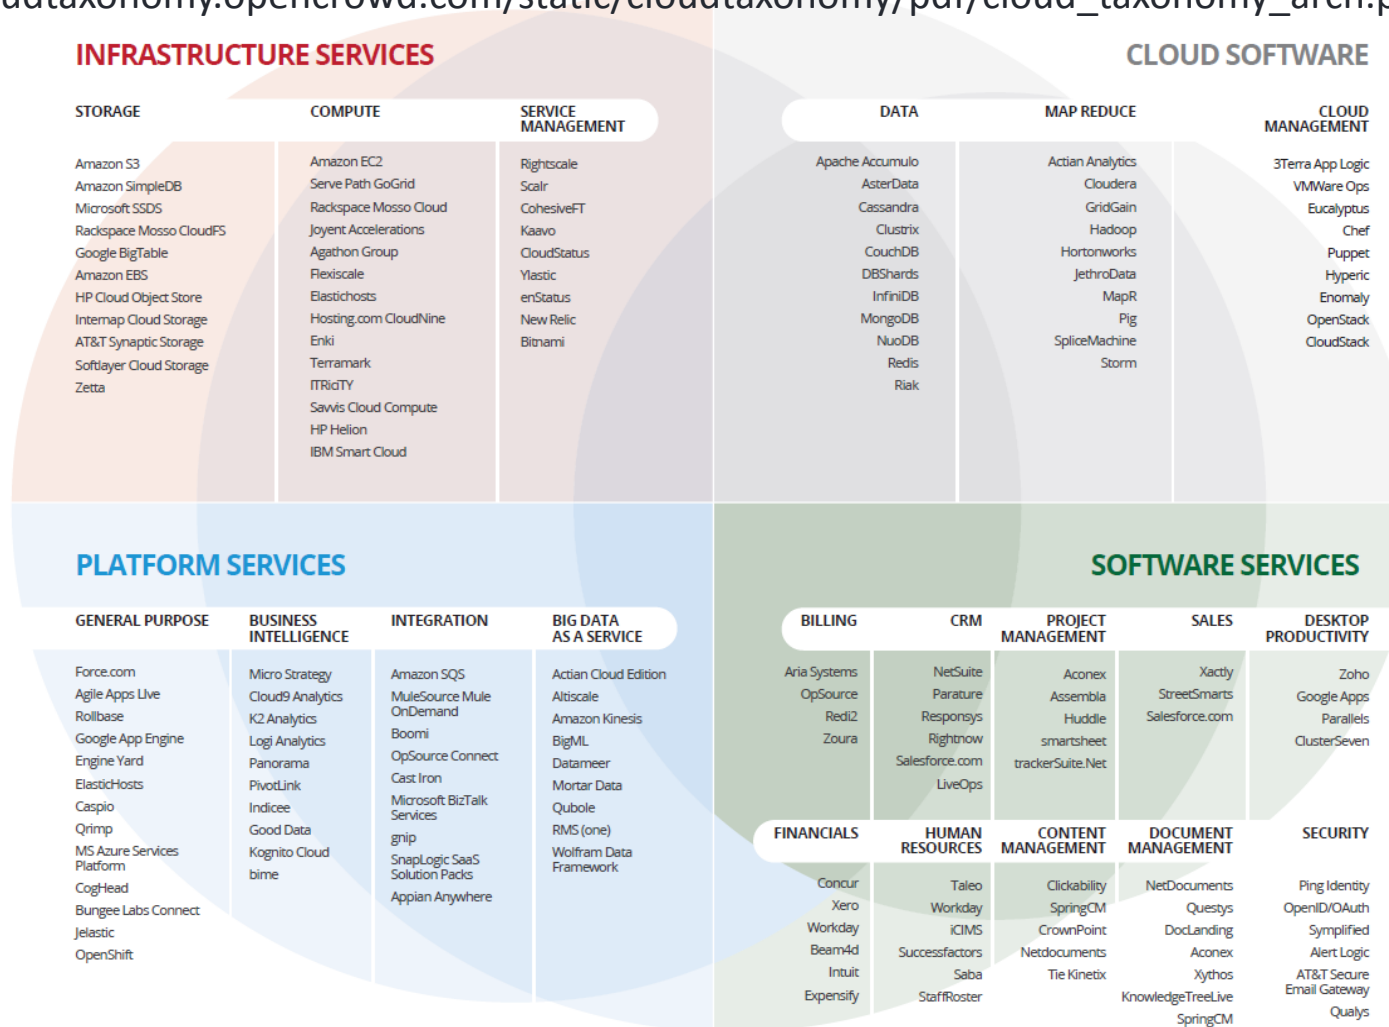 udtaxonomy.opencrowd.com/static/cloudtaxonomy/pdf/cloud_taxonomy_arch.p
INFRASTRUCTURE SERVICES
STORAGE
Amazon S3
Amazon SimpleDB
Microsoft SSDS
Rackspace Mosso CloudFS
Google BigTable
Amazon EBS
HP Cloud Object Store
Internap Cloud Storage
AT&T Synaptic Storage
Softlayer Cloud Storage
Zetta
COMPUTE
Amazon EC2
Serve Path GoGrid
Rackspace Mosso Cloud
Joyent Accelerations
Agathon Group
Flexiscale
Elastichosts
Hosting.com CloudNine
Enki
Terramark
ITRiciTY
Savvis Cloud Compute
HP Helion
IBM Smart Cloud
SERVICE
MANAGEMENT
Rightscale
Scalr
CohesiveFT
Kaavo
CloudStatus
Ylastic
enStatus
New Relic
Bitnami
CLOUD SOFTWARE
DATA
Apache Accumulo
AsterData
Cassandra
Clustrix
CouchDB
DBShards
InfiniDB
MongoDB
NuoDB
Redis
Riak
MAP REDUCE
Actian Analytics
Cloudera
GridGain
Hadoop
Hortonworks
JethroData
MapR
Pig
SpliceMachine
Storm
CLOUD
MANAGEMENT
3Terra App Logic
VMWare Ops
Eucalyptus
Chef
Puppet
Hyperic
Enomaly
OpenStack
CloudStack
PLATFORM SERVICES
GENERAL PURPOSE
Force.com
Agile Apps LIve
Rollbase
Google App Engine
Engine Yard
ElasticHosts
Caspio
Qrimp
MS Azure Services
Platform
CogHead
Bungee Labs Connect
Jelastic
OpenShift
BUSINESS
INTELLIGENCE
Micro Strategy
Cloud9 Analytics
K2 Analytics
Logi Analytics
Panorama
PivotLink
Indicee
Good Data
Kognito Cloud
bime
INTEGRATION
Amazon SQS
MuleSource Mule
OnDemand
Boomi
OpSource Connect
Cast Iron
Microsoft BizTalk
Services
gnip
SnapLogic SaaS
Solution Packs
Appian Anywhere
BIG DATA
AS A SERVICE
Actian Cloud Edition
Altiscale
Amazon Kinesis
BigML
Datameer
Mortar Data
Qubole
RMS (one)
Wolfram Data
Framework
SOFTWARE SERVICES
BILLING
Aria Systems
OpSource
Redi2
Zoura
CRM
NetSuite
Parature
Responsys
Rightnow
Salesforce.com
LiveOps
PROJECT
MANAGEMENT
Aconex
Assembla
Huddle
smartsheet
trackerSuite.Net
SALES
Xactly
StreetSmarts
Salesforce.com
DESKTOP
PRODUCTIVITY
Zoho
Google Apps
Parallels
ClusterSeven
FINANCIALS
Concur
Xero
Workday
Beam4d
Intuit
Expensify
HUMAN
RESOURCES
Taleo
Workday
iCIMS
Successfactors
Saba
StaffRoster
CONTENT
MANAGEMENT
Clickability
SpringCM
CrownPoint
Netdocuments
Tie Kinetix
DOCUMENT
MANAGEMENT
NetDocuments
Questys
DocLanding
Aconex
Xythos
KnowledgeTreeLive
SpringCM
SECURITY
Ping Identity
OpenID/OAuth
Symplified
Alert Logic
AT&T Secure
Email Gateway
Qualys